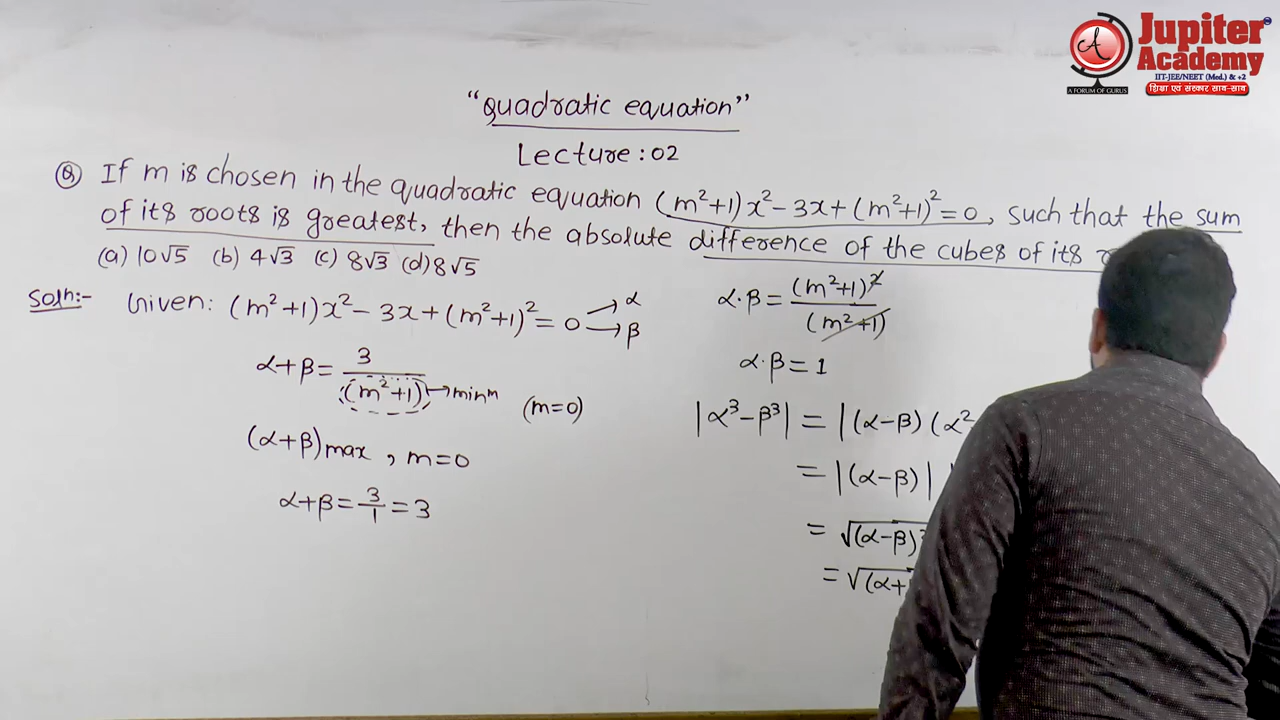 Jupiter
Academy
IIT-JEE/NEET (Med.) & +2
A FORUM OF GURUS
शिक्षा एवं संस्कार साथ-साथ
"Quadratic equation"
Lecture: 02
Q If m is chosen in the quadratic equation (m²+1)x²-3x+(m²+1)²=0, such that the sum
of its roots is greatest, then the absolute difference of the cubes of its
(a) 10√5 (b) 4√3 (c) 8√3 (d) 8√5
Soln:- Given: (m²+1)x²-3x+(m²+1)²=0 → α
→ β
α+β = 3/(m²+1) → minᵐ (m=0)
(α+β)max, m=0
α+β = 3/1 = 3
α·β = (m²+1)²/(m²+1)
α·β = 1
|α³-β³| = |(α-β)(α²
= |(α-β)|
= √(α-β)
= √(α+